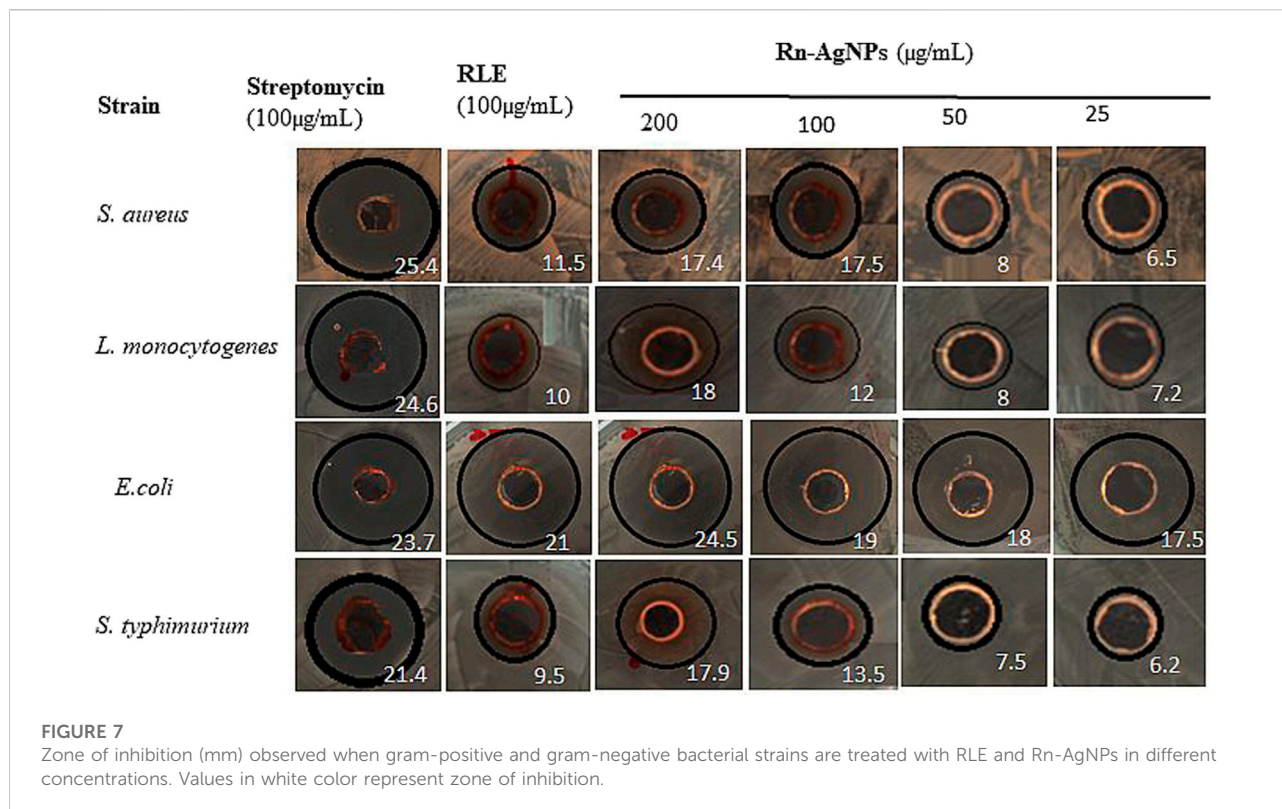 Rn-AgNPs (µg/mL)
Strain
Streptomycin
(100µg/mL)
RLE
(100µg/mL)
200 100 50 25
S. aureus 25.4 11.5 17.4 17.5 8 6.5
L. monocytogenes 24.6 10 18 12 8 7.2
E.coli 23.7 21 24.5 19 18 17.5
S. typhimurium 21.4 9.5 17.9 13.5 7.5 6.2
FIGURE 7
Zone of inhibition (mm) observed when gram-positive and gram-negative bacterial strains are treated with RLE and Rn-AgNPs in different
concentrations. Values in white color represent zone of inhibition.